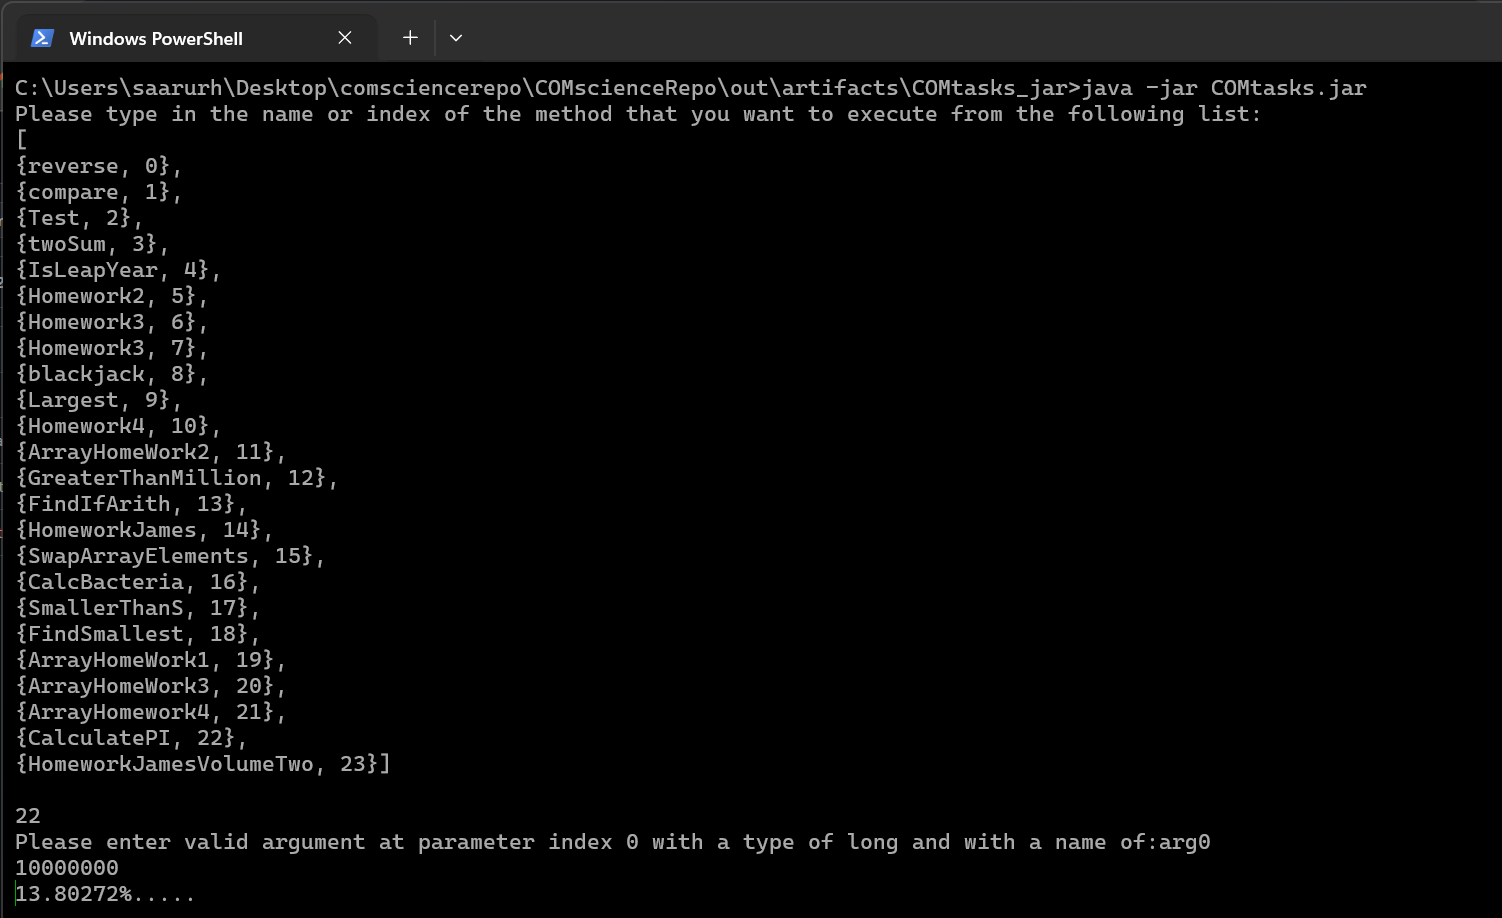 Windows PowerShell
C:\Users\saarurh\Desktop\comsciencerepo\COMscienceRepo\out\artifacts\COMtasks_jar>java -jar COMtasks.jar
Please type in the name or index of the method that you want to execute from the following list:
[
{reverse, 0},
{compare, 1},
{Test, 2},
{twoSum, 3},
{IsLeapYear, 4},
{Homework2, 5},
{Homework3, 6},
{Homework3, 7},
{blackjack, 8},
{Largest, 9},
{Homework4, 10},
{ArrayHomeWork2, 11},
{GreaterThanMillion, 12},
{FindIfArith, 13},
{HomeworkJames, 14},
{SwapArrayElements, 15},
{CalcBacteria, 16},
{SmallerThanS, 17},
{FindSmallest, 18},
{ArrayHomeWork1, 19},
{ArrayHomeWork3, 20},
{ArrayHomework4, 21},
{CalculatePI, 22},
{HomeworkJamesVolumeTwo, 23}]
22
Please enter valid argument at parameter index 0 with a type of long and with a name of:arg0
10000000
13.80272%.....